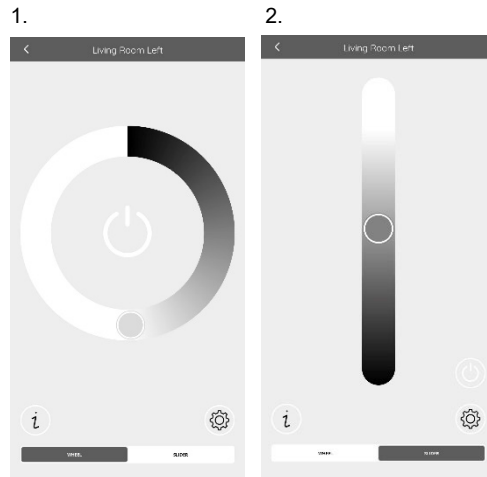 1.
2.
Living Room Left
Living Room Left
i
i
WHEEL
SLIDER
WHEEL
SLIDER